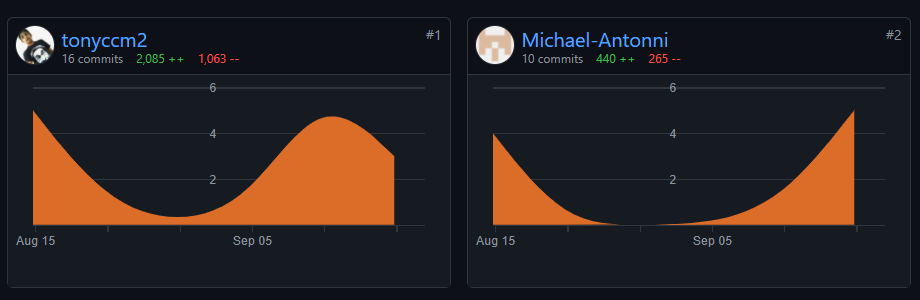 tonyccm2
#1
16 commits 2,085 ++ 1,063 --
6
4
2
Aug 15 Sep 05
Michael-Antonni
#2
10 commits 440 ++ 265 --
6
4
2
Aug 15 Sep 05